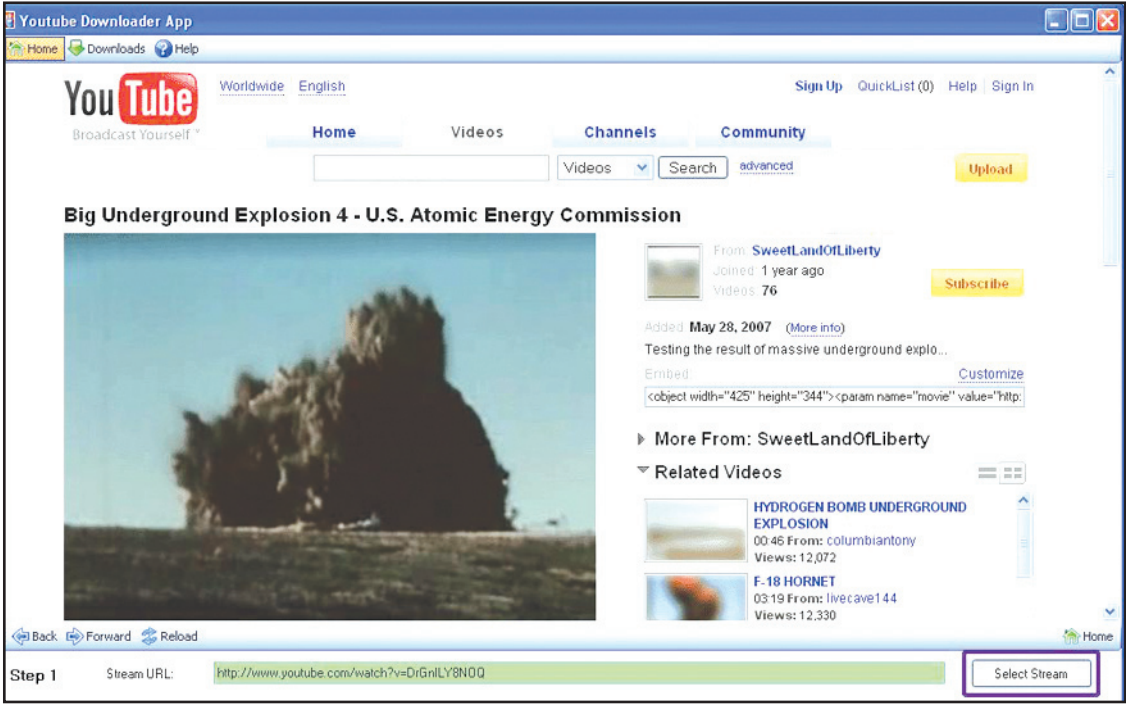 Youtube Downloader App
Home Downloads Help
You Tube
Broadcast Yourself ™
Worldwide English
Sign Up QuickList (0) Help Sign In
Home Videos Channels Community
Videos Search advanced Upload
Big Underground Explosion 4 - U.S. Atomic Energy Commission
From: SweetLandOfLiberty
Joined: 1 year ago
Videos: 76
Subscribe
Added: May 28, 2007 (More info)
Testing the result of massive underground explo...
Embed: Customize
<object width="425" height="344"><param name="movie" value="http:
More From: SweetLandOfLiberty
Related Videos
HYDROGEN BOMB UNDERGROUND
EXPLOSION
00:46 From: columbiantony
Views: 12,072
F-18 HORNET
03:19 From: livecave144
Views: 12,330
Back Forward Reload Home
Step 1 Stream URL: http://www.youtube.com/watch?v=DrGnILY8NOQ Select Stream